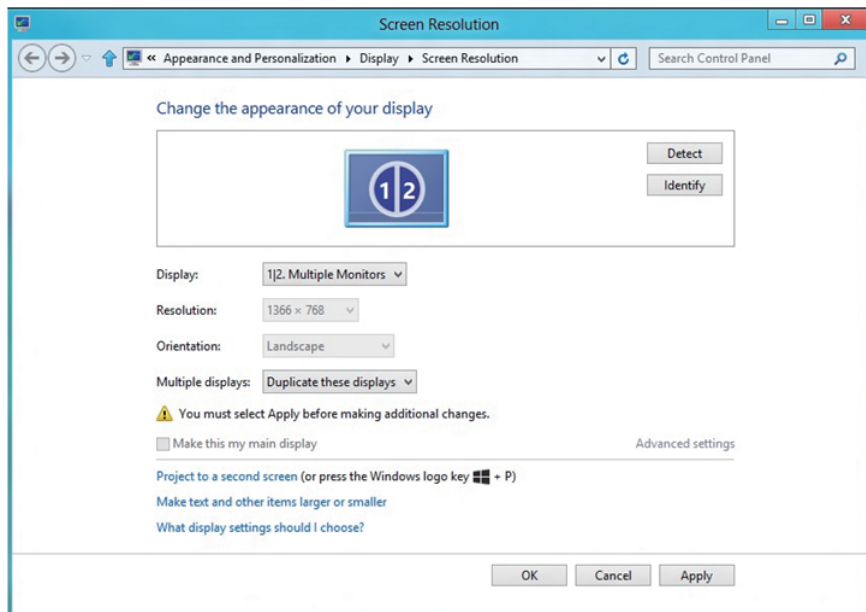 Screen Resolution
« Appearance and Personalization ▸ Display ▸ Screen Resolution
Search Control Panel
Change the appearance of your display
Detect
1 2
Identify
Display: 1|2. Multiple Monitors
Resolution: 1366 × 768
Orientation: Landscape
Multiple displays: Duplicate these displays
You must select Apply before making additional changes.
Make this my main display Advanced settings
Project to a second screen (or press the Windows logo key + P)
Make text and other items larger or smaller
What display settings should I choose?
OK Cancel Apply